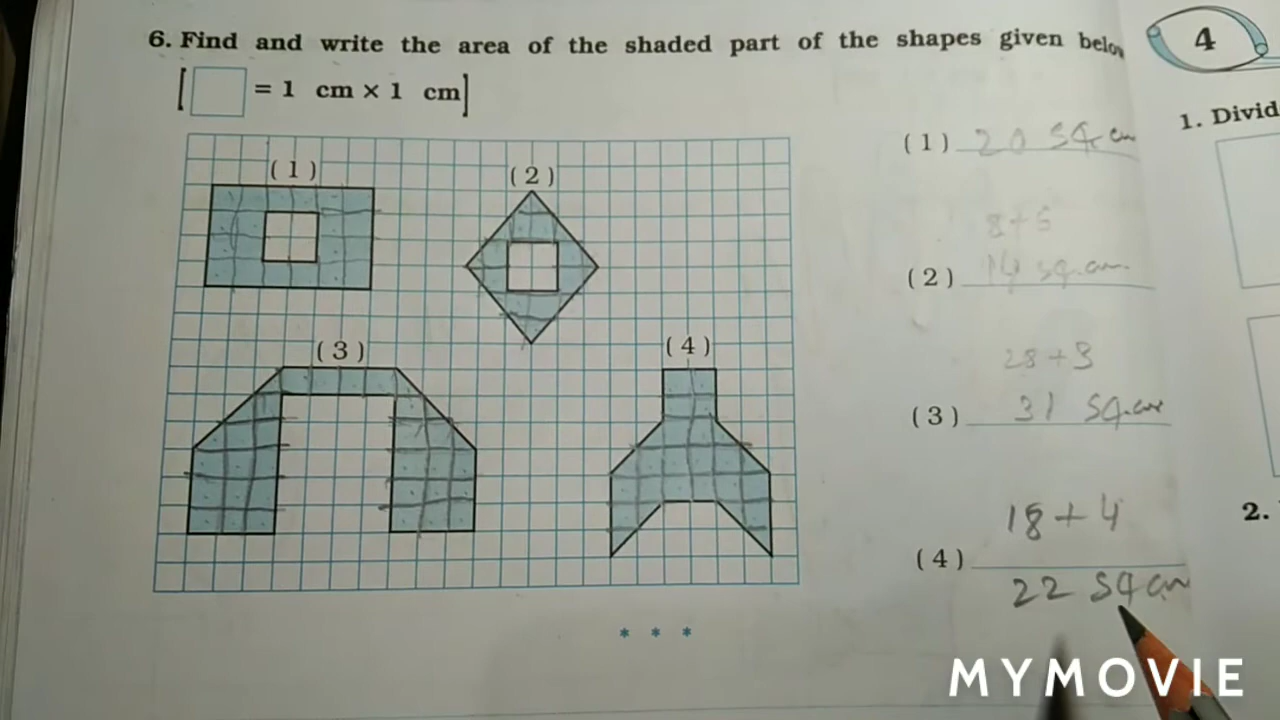 6. Find and write the area of the shaded part of the shapes given below
[ = 1 cm × 1 cm]
4
1. Divid
(1)
(2)
(3)
(4)
(1) 20 sq cm
8+6
(2) 14 sq.cm
28+3
(3) 31 sq.cm
18+4
(4)
22 sq cm
2.
* * *
MYMOVIE